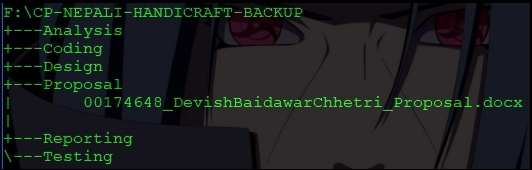 F:\CP-NEPALI-HANDICRAFT-BACKUP
+---Analysis
+---Coding
+---Design
+---Proposal
|       00174648_DevishBaidawarChhetri_Proposal.docx
|
+---Reporting
\---Testing